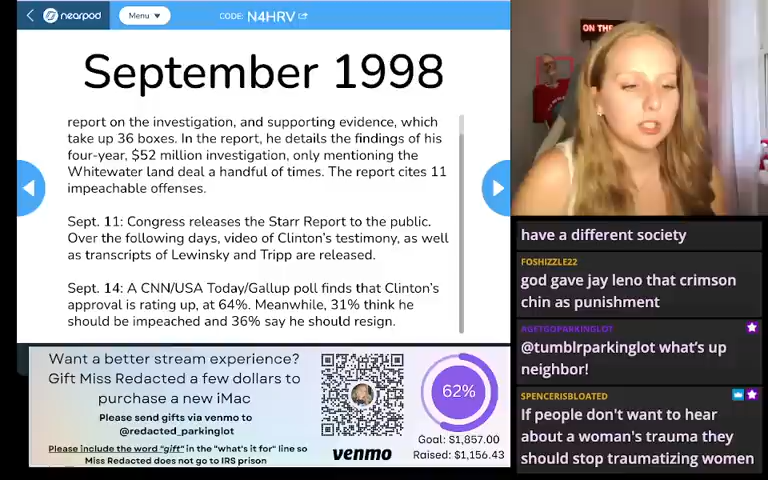 nearpod
Menu
CODE: N4HRV
September 1998
report on the investigation, and supporting evidence, which
take up 36 boxes. In the report, he details the findings of his
four-year, $52 million investigation, only mentioning the
Whitewater land deal a handful of times. The report cites 11
impeachable offenses.
Sept. 11: Congress releases the Starr Report to the public.
Over the following days, video of Clinton's testimony, as well
as transcripts of Lewinsky and Tripp are released.
Sept. 14: A CNN/USA Today/Gallup poll finds that Clinton's
approval is rating up, at 64%. Meanwhile, 31% think he
should be impeached and 36% say he should resign.
Want a better stream experience?
Gift Miss Redacted a few dollars to
purchase a new iMac
Please send gifts via venmo to
@redacted_parkinglot
Please include the word "gift" in the "what's it for" line so
Miss Redacted does not go to IRS prison
venmo
62%
Goal: $1,857.00
Raised: $1,156.43
ON THE
have a different society
FOSHIZZLE22
god gave jay leno that crimson
chin as punishment
AGETGOPARKINGLOT
@tumblrparkinglot what's up
neighbor!
SPENCERISBLOATED
If people don't want to hear
about a woman's trauma they
should stop traumatizing women